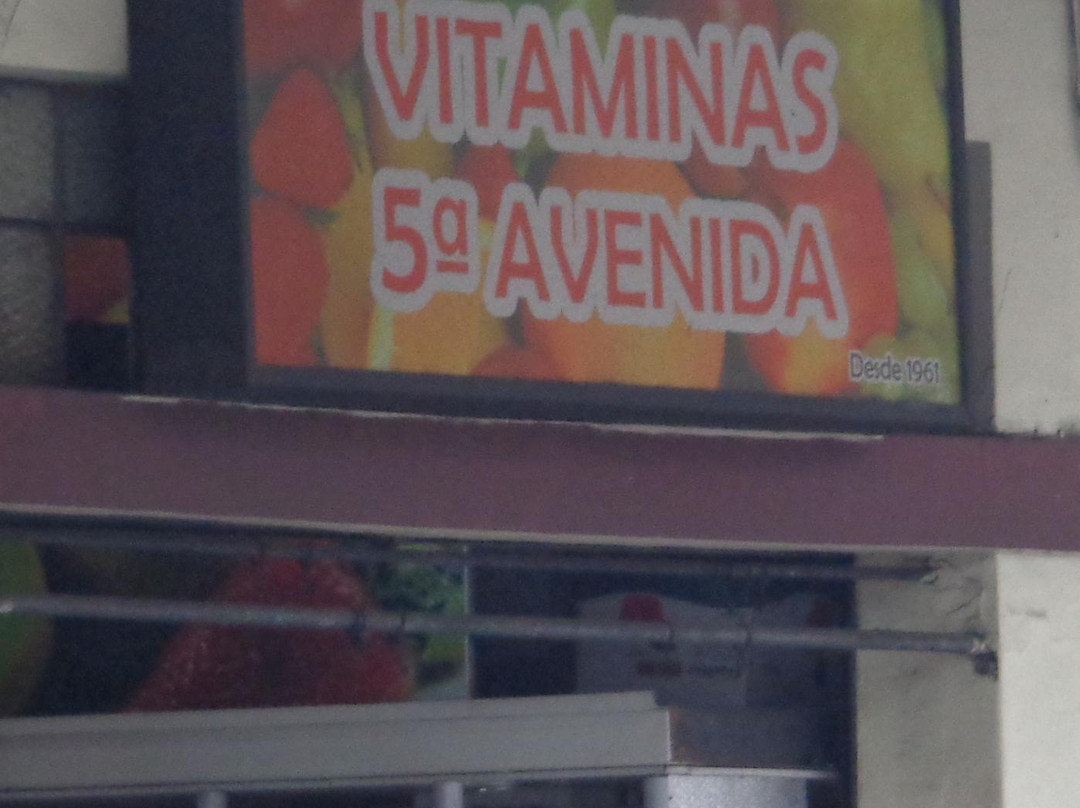 VITAMINAS
5ª AVENIDA
Desde 1961